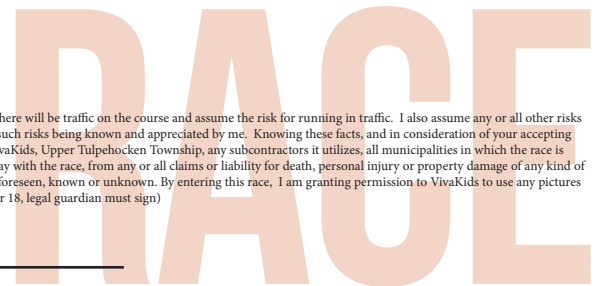 RACE
here will be traffic on the course and assume the risk for running in traffic.  I also assume any or all other risks
such risks being known and appreciated by me.  Knowing these facts, and in consideration of your accepting
vaKids, Upper Tulpehocken Township, any subcontractors it utilizes, all municipalities in which the race is
ay with the race, from any or all claims or liability for death, personal injury or property damage of any kind of
foreseen, known or unknown. By entering this race,  I am granting permission to VivaKids to use any pictures
r 18, legal guardian must sign)